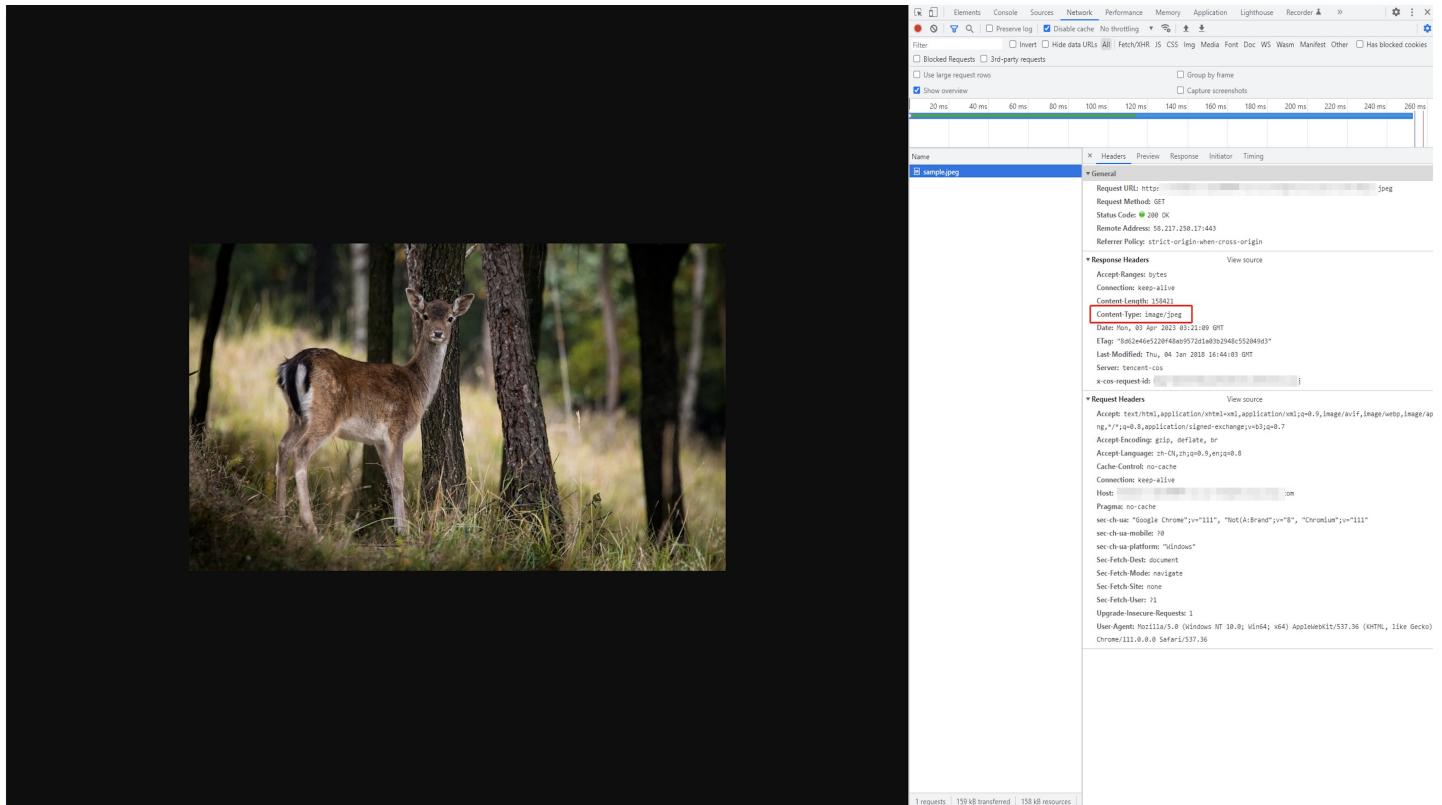 Elements Console Sources Network Performance Memory Application Lighthouse Recorder »
Preserve log Disable cache No throttling
Filter Invert Hide data URLs All Fetch/XHR JS CSS Img Media Font Doc WS Wasm Manifest Other Has blocked cookies
Blocked Requests 3rd-party requests
Use large request rows Group by frame
Show overview Capture screenshots
20 ms 40 ms 60 ms 80 ms 100 ms 120 ms 140 ms 160 ms 180 ms 200 ms 220 ms 240 ms 260 ms
Name × Headers Preview Response Initiator Timing
sample.jpeg
General
Request URL: http: jpeg
Request Method: GET
Status Code: 200 OK
Remote Address: 58.217.250.17:443
Referrer Policy: strict-origin-when-cross-origin
Response Headers View source
Accept-Ranges: bytes
Connection: keep-alive
Content-Length: 158421
Content-Type: image/jpeg
Date: Mon, 03 Apr 2023 03:21:09 GMT
ETag: "8d62e46e5220f48ab9572d1a03b2948c552049d3"
Last-Modified: Thu, 04 Jan 2018 16:44:03 GMT
Server: tencent-cos
x-cos-request-id:
Request Headers View source
Accept: text/html,application/xhtml+xml,application/xml;q=0.9,image/avif,image/webp,image/ap
ng,*/*;q=0.8,application/signed-exchange;v=b3;q=0.7
Accept-Encoding: gzip, deflate, br
Accept-Language: zh-CN,zh;q=0.9,en;q=0.8
Cache-Control: no-cache
Connection: keep-alive
Host: om
Pragma: no-cache
sec-ch-ua: "Google Chrome";v="111", "Not(A:Brand";v="8", "Chromium";v="111"
sec-ch-ua-mobile: ?0
sec-ch-ua-platform: "Windows"
Sec-Fetch-Dest: document
Sec-Fetch-Mode: navigate
Sec-Fetch-Site: none
Sec-Fetch-User: ?1
Upgrade-Insecure-Requests: 1
User-Agent: Mozilla/5.0 (Windows NT 10.0; Win64; x64) AppleWebKit/537.36 (KHTML, like Gecko)
Chrome/111.0.0.0 Safari/537.36
1 requests 159 kB transferred 158 kB resources